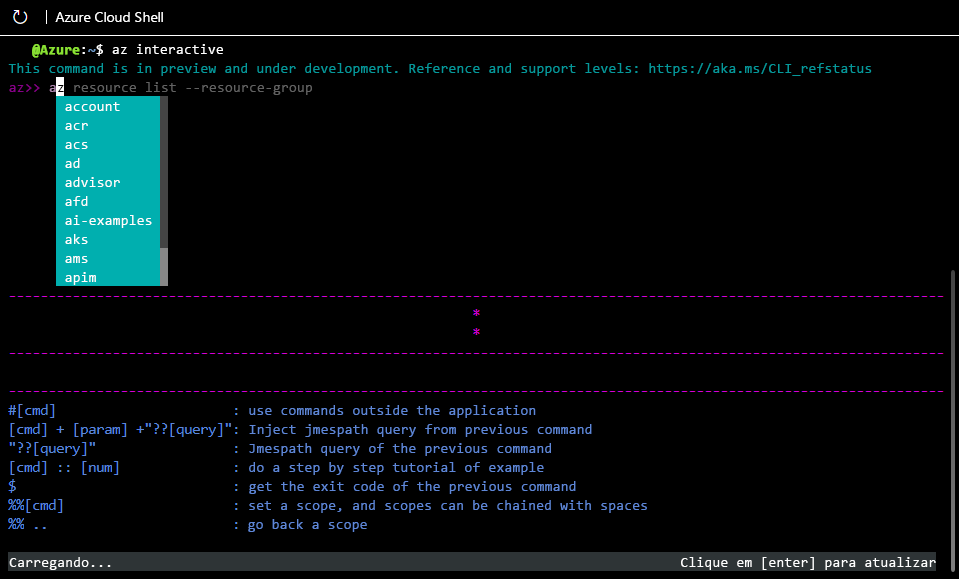 Azure Cloud Shell
@Azure:~$ az interactive
This command is in preview and under development. Reference and support levels: https://aka.ms/CLI_refstatus
az>> az resource list --resource-group
account
acr
acs
ad
advisor
afd
ai-examples
aks
ams
apim
*
*
#[cmd] : use commands outside the application
[cmd] + [param] +"??[query]": Inject jmespath query from previous command
"??[query]" : Jmespath query of the previous command
[cmd] :: [num] : do a step by step tutorial of example
$ : get the exit code of the previous command
%%[cmd] : set a scope, and scopes can be chained with spaces
%% .. : go back a scope
Carregando... Clique em [enter] para atualizar